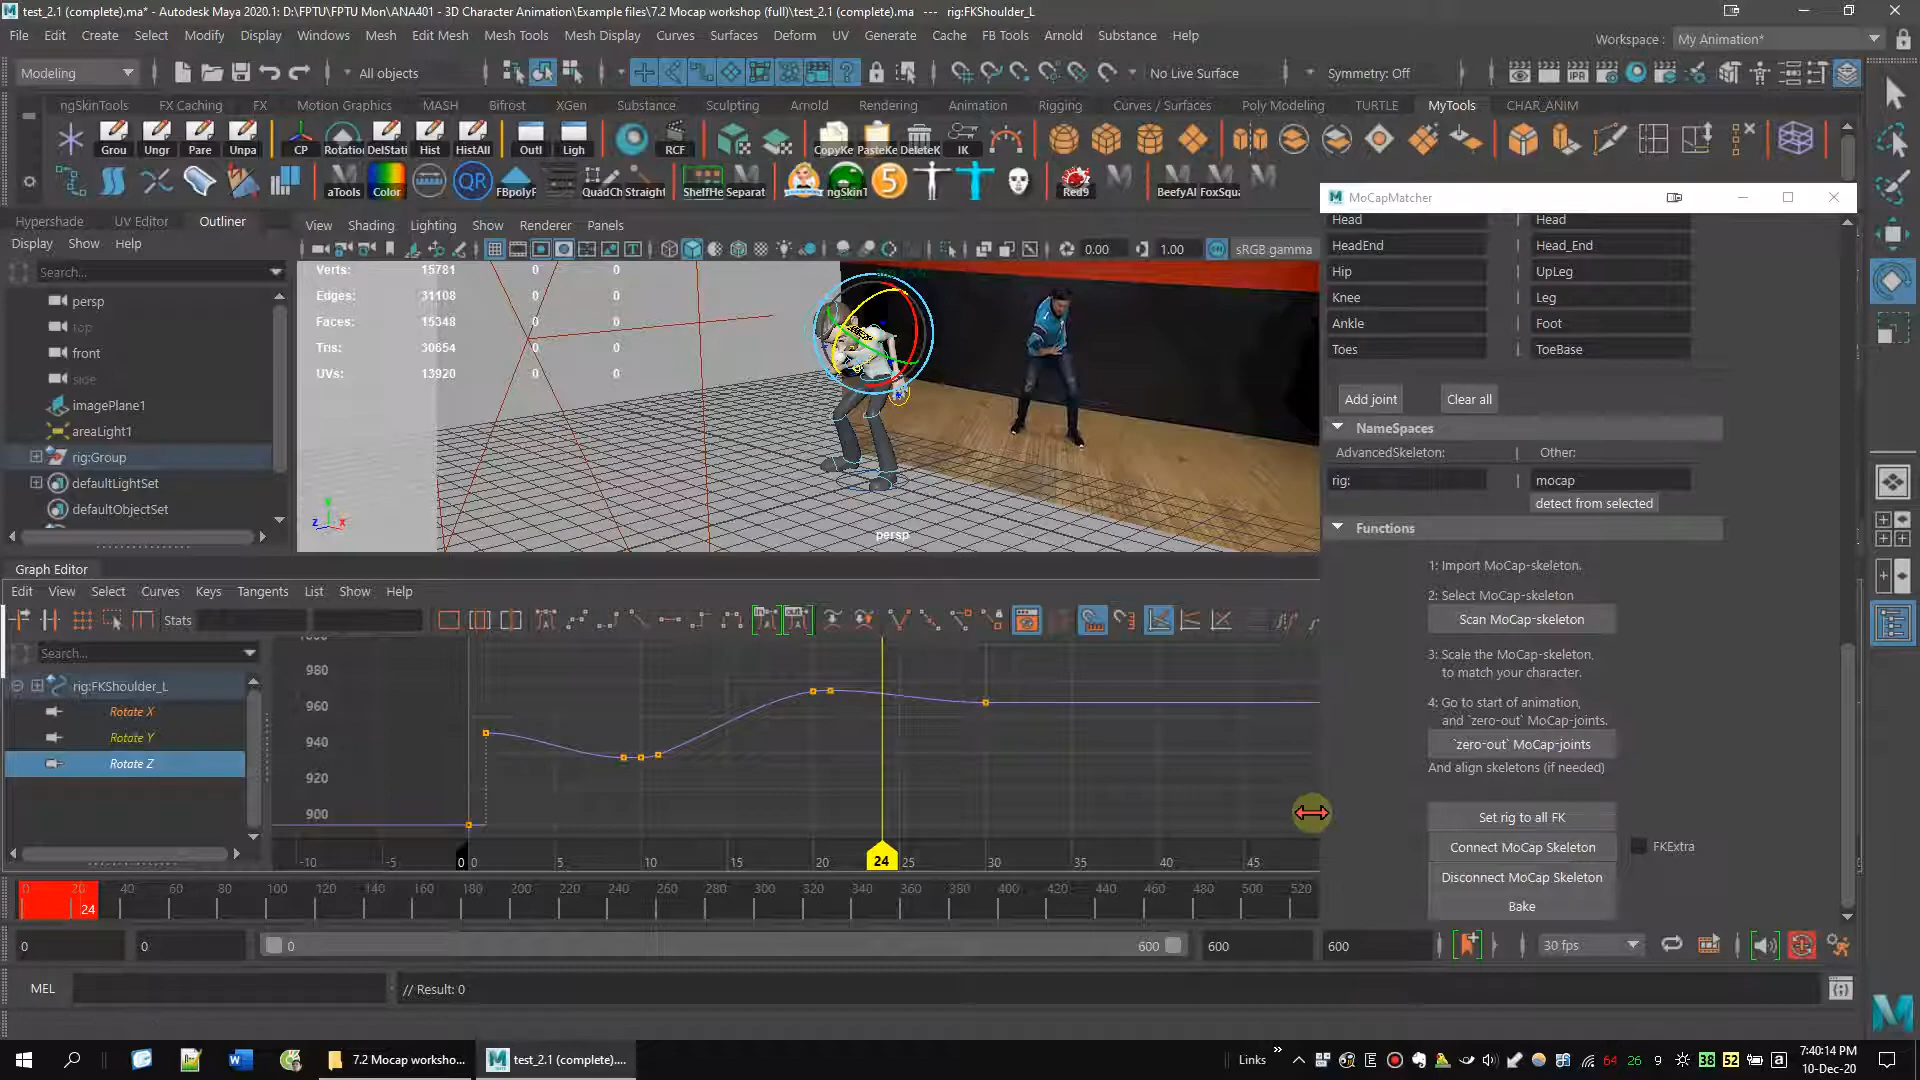 test_2.1 (complete).ma* - Autodesk Maya 2020.1: D:\FPTU\FPTU Mon\ANA401 - 3D Character Animation\Example files\7.2 Mocap workshop (full)\test_2.1 (complete).ma   ---   rig:FKShoulder_L
File Edit Create Select Modify Display Windows Mesh Edit Mesh Mesh Tools Mesh Display Curves Surfaces Deform UV Generate Cache FB Tools Arnold Substance Help
Workspace : My Animation*
Modeling All objects No Live Surface Symmetry: Off
ngSkinTools FX Caching FX Motion Graphics MASH Bifrost XGen Substance Sculpting Arnold Rendering Animation Rigging Curves / Surfaces Poly Modeling TURTLE MyTools CHAR_ANIM
Grou Ungr Pare Unpa CP Rotation DelStati Hist HistAll Outl Ligh RCF CopyKe PasteKe DeleteK IK
aTools Color QR FBpolyF QuadCh Straight ShelfHe Separat ngSkinT 5 Red9 BeefyAl FoxSqu
MoCapMatcher
Hypershade UV Editor Outliner
View Shading Lighting Show Renderer Panels
Display Show Help
0.00 1.00 sRGB gamma
Search...
persp
top
front
side
imagePlane1
areaLight1
rig:Group
defaultLightSet
defaultObjectSet
Verts: 15781 0 0
Edges: 31108 0 0
Faces: 15348 0 0
Tris: 30654 0 0
UVs: 13920 0 0
y
z x
persp
Head | Head
HeadEnd | Head_End
Hip | UpLeg
Knee | Leg
Ankle | Foot
Toes | ToeBase
Add joint Clear all
NameSpaces
AdvancedSkeleton: | Other:
rig: | mocap
detect from selected
Functions
1: Import MoCap-skeleton.
2: Select MoCap-skeleton
Scan MoCap-skeleton
3: Scale the MoCap-skeleton,
to match your character.
4: Go to start of animation,
and `zero-out` MoCap-joints.
`zero-out` MoCap-joints
And align skeletons (if needed)
Set rig to all FK
Connect MoCap Skeleton FKExtra
Disconnect MoCap Skeleton
Bake
Graph Editor
Edit View Select Curves Keys Tangents List Show Help
Stats
Search...
rig:FKShoulder_L
Rotate X
Rotate Y
Rotate Z
980
960
940
920
900
-10 -5 0 0 5 10 15 20 24 25 30 35 40 45
0 20 40 60 80 100 120 140 160 180 200 220 240 260 280 300 320 340 360 380 400 420 440 460 480 500 520
24
0 0 0 600 600 600 30 fps
MEL // Result: 0
7.2 Mocap worksho... test_2.1 (complete).... Links 64 26 9 38 52 7:40:14 PM
10-Dec-20